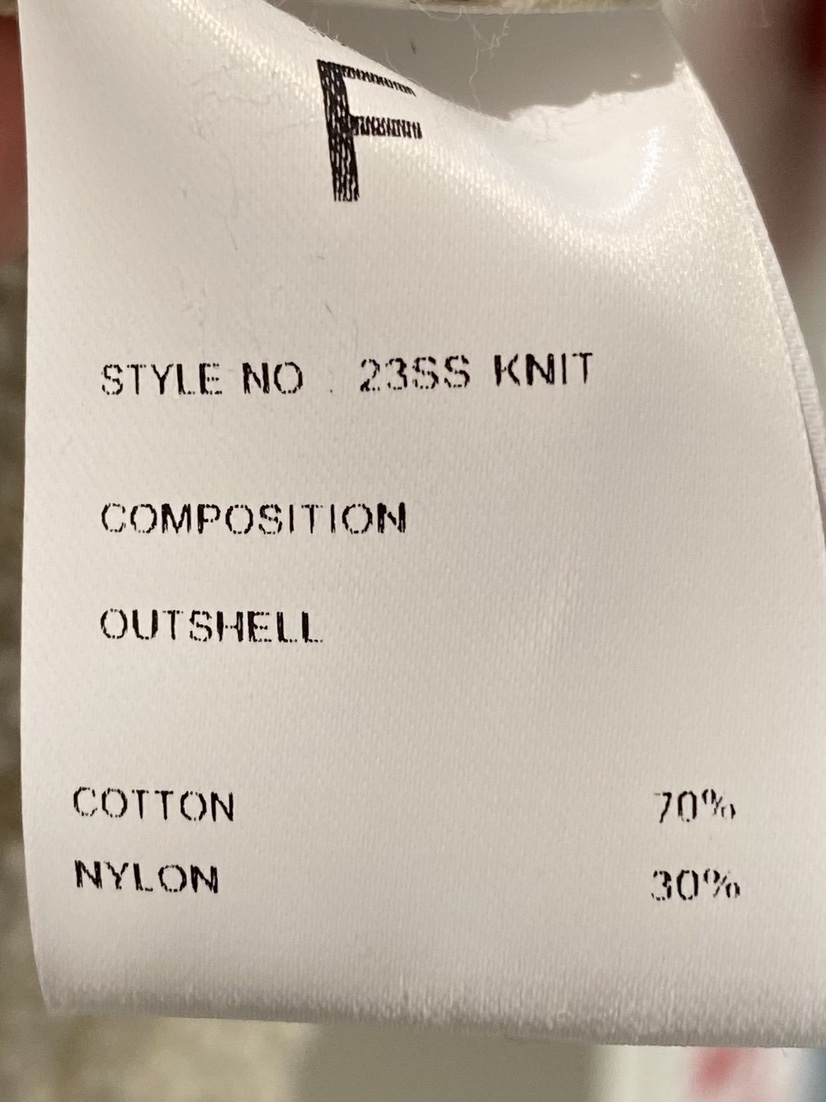 F
STYLE NO . 23SS KNIT
COMPOSITION
OUTSHELL
COTTON 70%
NYLON 30%